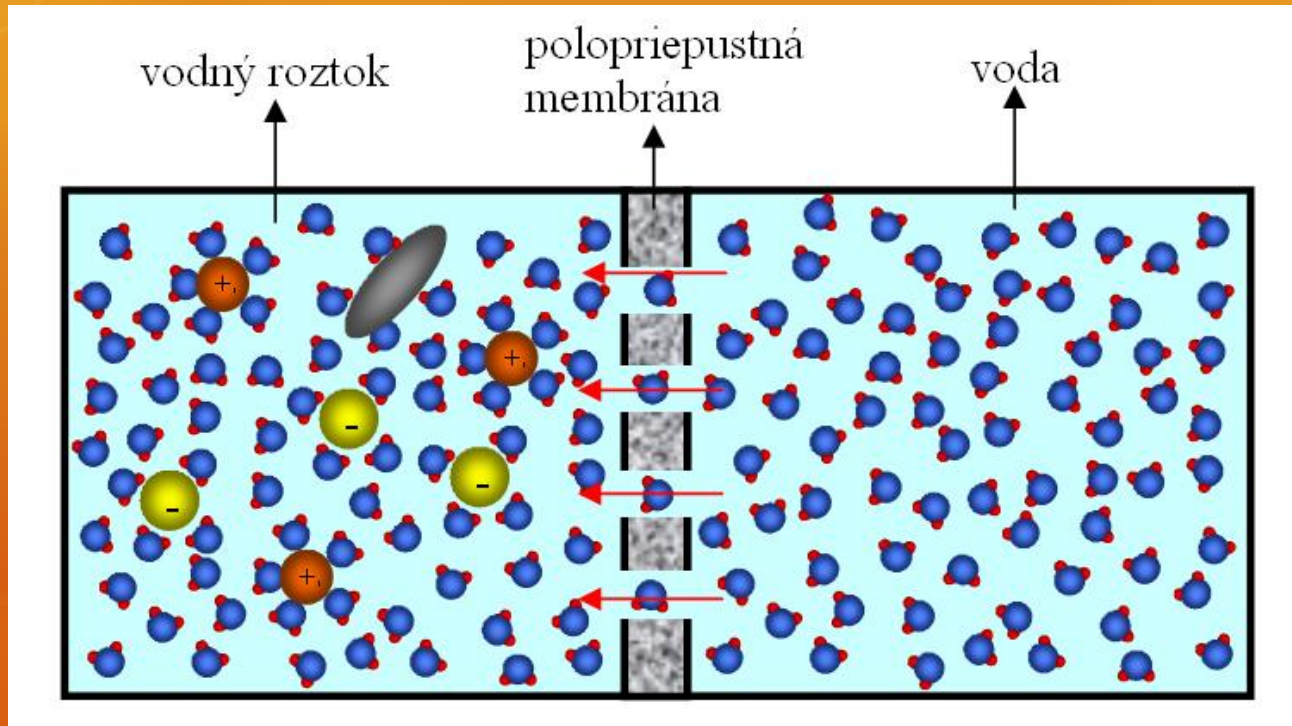 vodný roztok
polopriepustná
membrána
voda
+
+
-
-
-
+